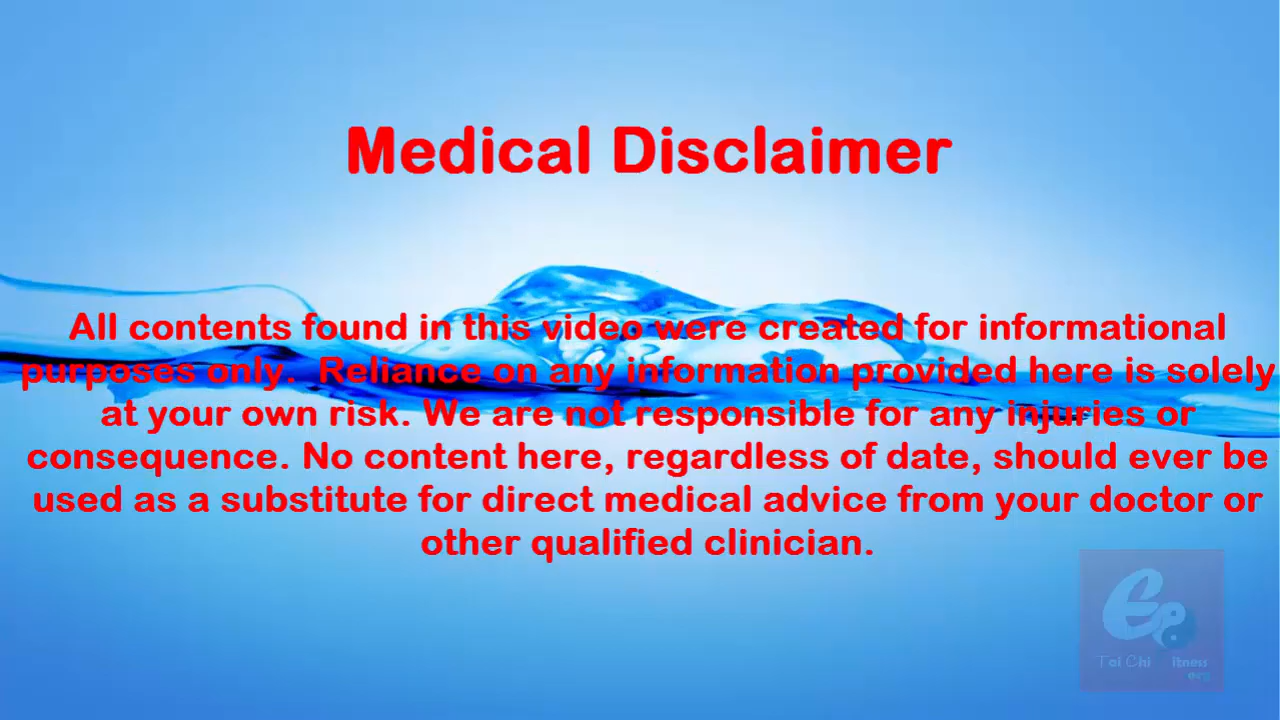 Medical Disclaimer
All contents found in this video were created for informational
purposes only.  Reliance on any information provided here is solely
at your own risk. We are not responsible for any injuries or
consequence. No content here, regardless of date, should ever be
used as a substitute for direct medical advice from your doctor or
other qualified clinician.
Tai Chi itness
.org